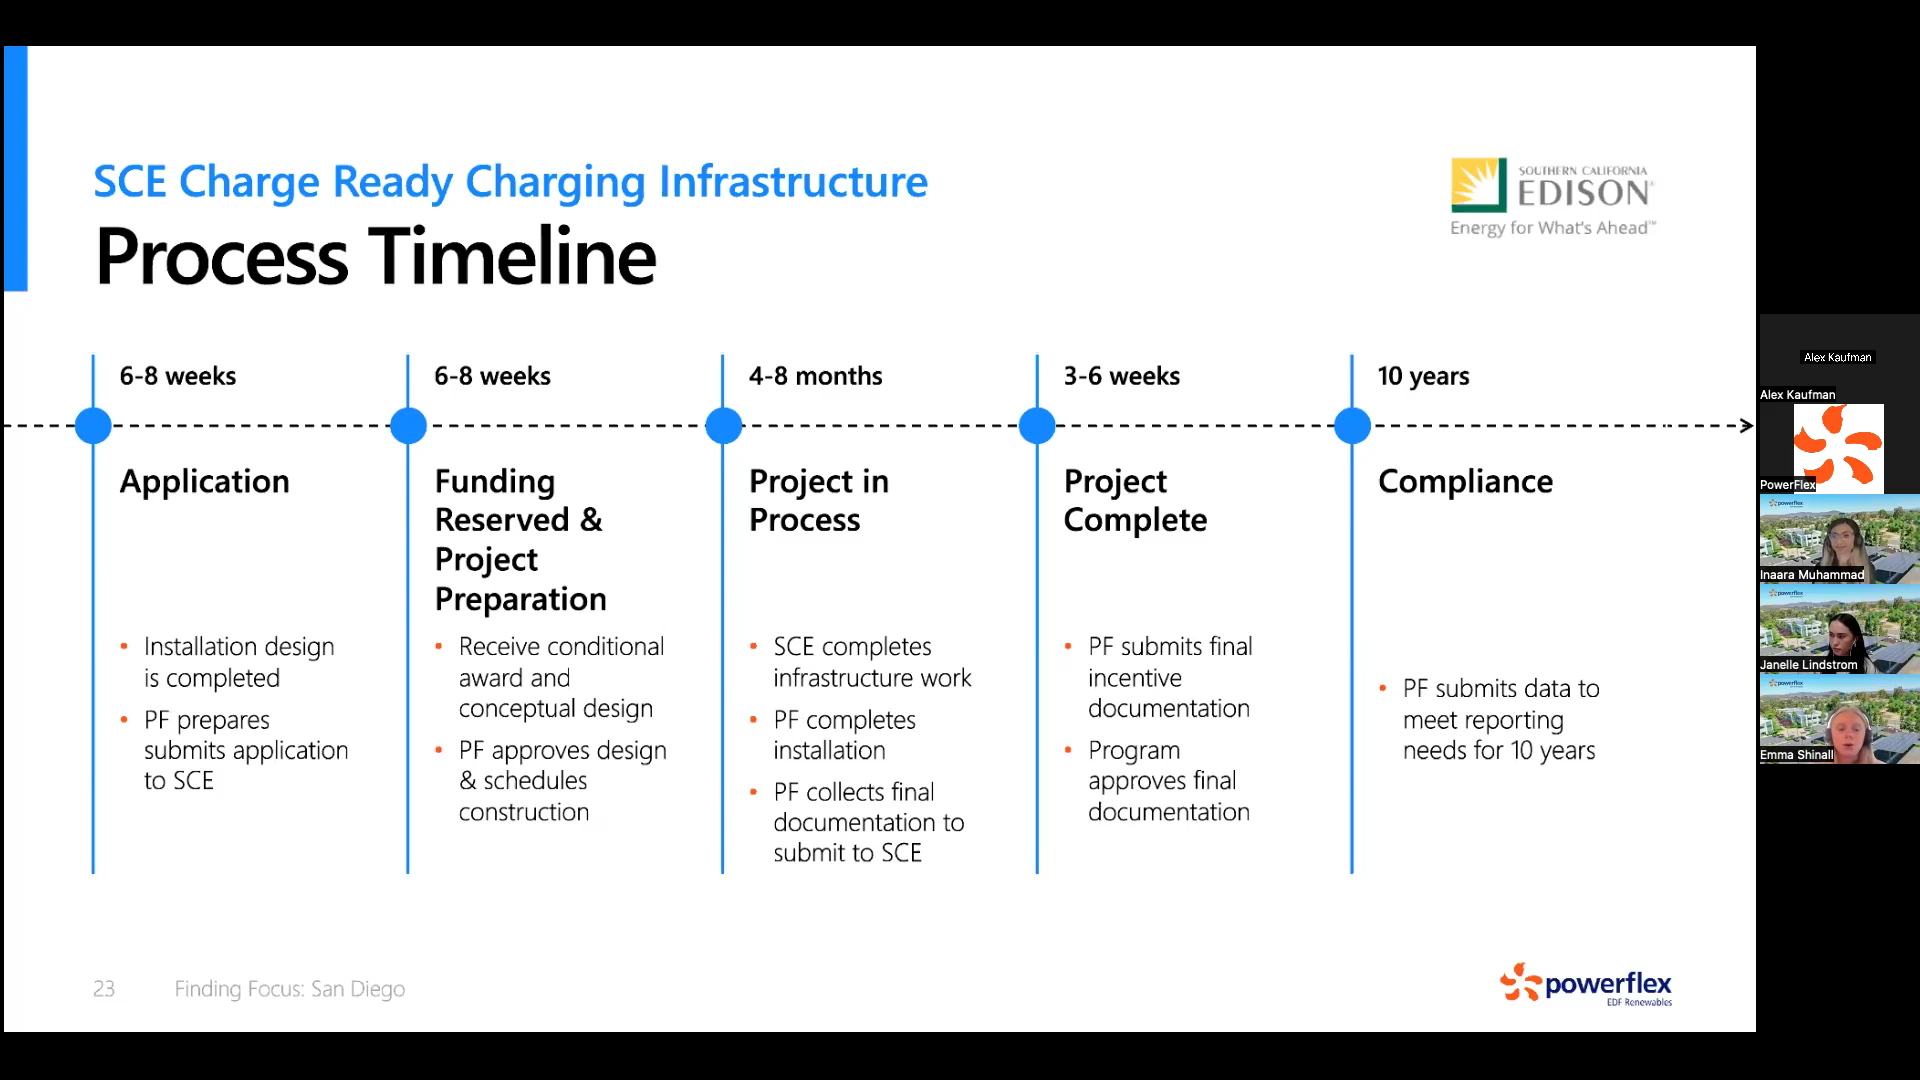 SCE Charge Ready Charging Infrastructure
Process Timeline
SOUTHERN CALIFORNIA
EDISON®
Energy for What's Ahead™
6-8 weeks
Application
• Installation design
is completed
• PF prepares
submits application
to SCE
6-8 weeks
Funding
Reserved &
Project
Preparation
• Receive conditional
award and
conceptual design
• PF approves design
& schedules
construction
4-8 months
Project in
Process
• SCE completes
infrastructure work
• PF completes
installation
• PF collects final
documentation to
submit to SCE
3-6 weeks
Project
Complete
• PF submits final
incentive
documentation
• Program
approves final
documentation
10 years
Compliance
• PF submits data to
meet reporting
needs for 10 years
23
Finding Focus: San Diego
powerflex
EDF Renewables
Alex Kaufman
Alex Kaufman
PowerFlex
powerflex
Inaara Muhammad
powerflex
Janelle Lindstrom
powerflex
Emma Shinall